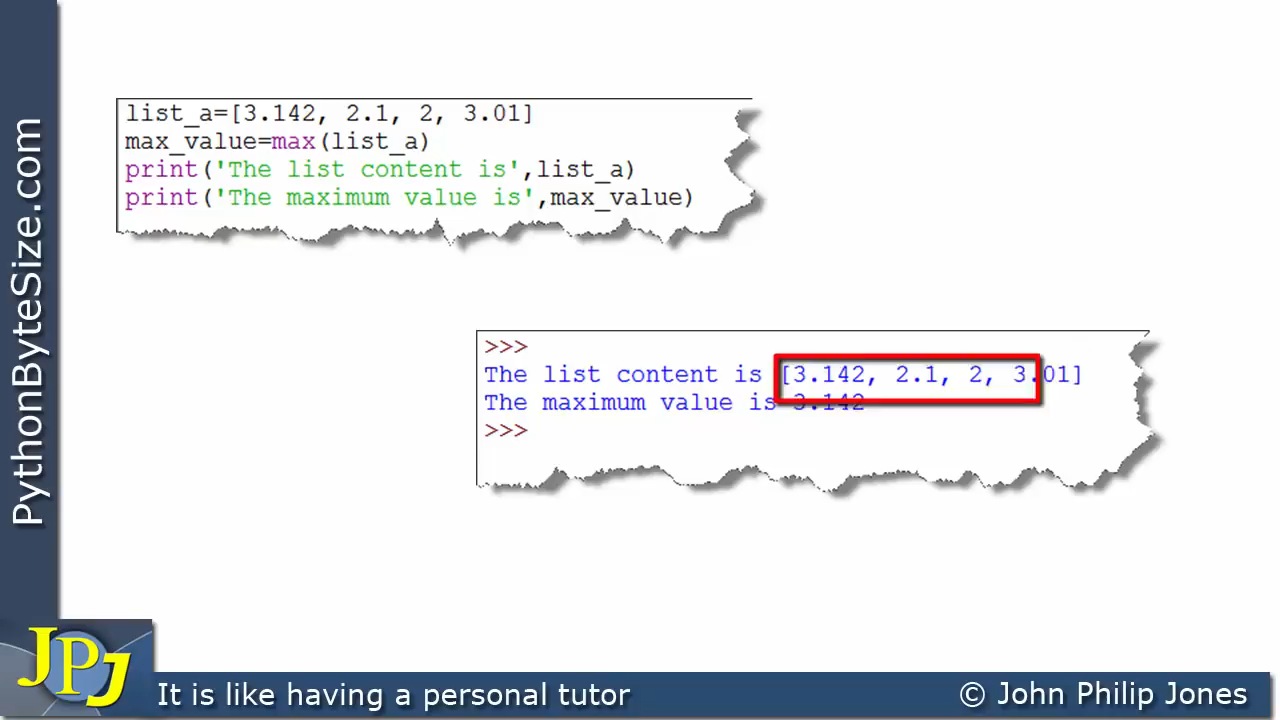 PythonByteSize.com
list_a=[3.142, 2.1, 2, 3.01]
max_value=max(list_a)
print('The list content is',list_a)
print('The maximum value is',max_value)
>>>
The list content is [3.142, 2.1, 2, 3.01]
The maximum value is 3.142
>>>
JPJ
It is like having a personal tutor
© John Philip Jones